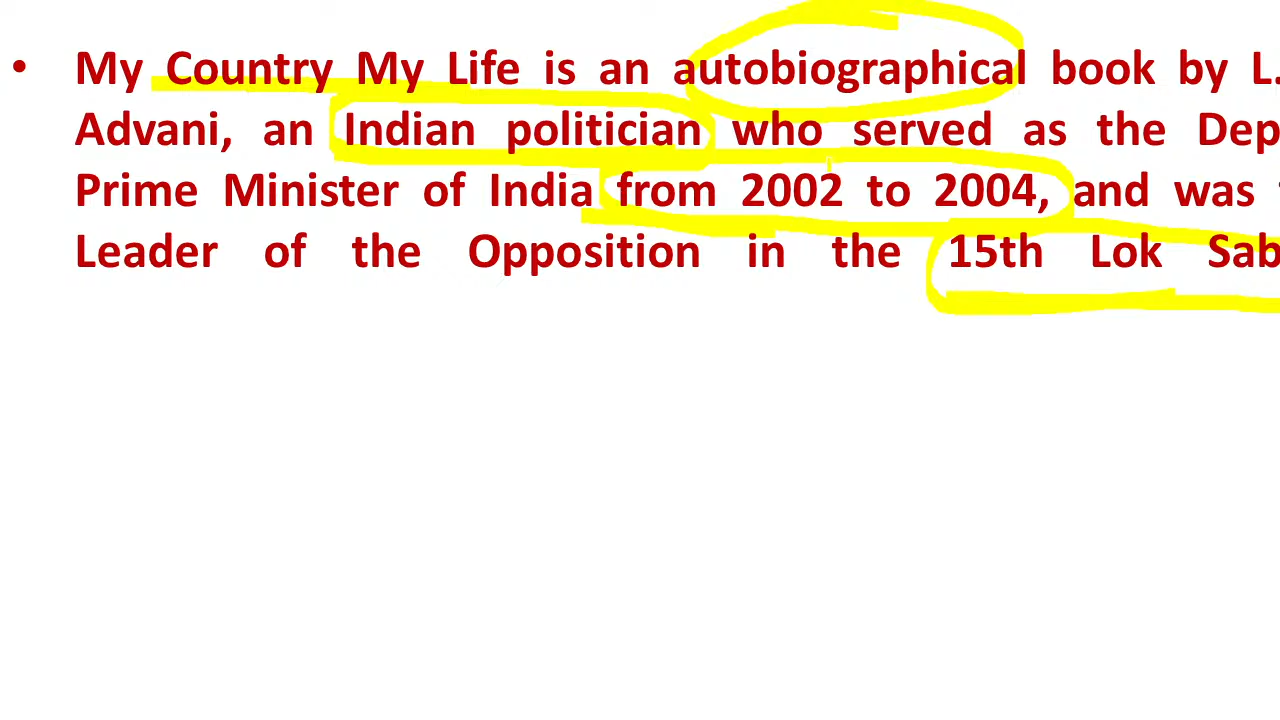 • My Country My Life is an autobiographical book by L.
Advani, an Indian politician who served as the Dep
Prime Minister of India from 2002 to 2004, and was
Leader of the Opposition in the 15th Lok Sab